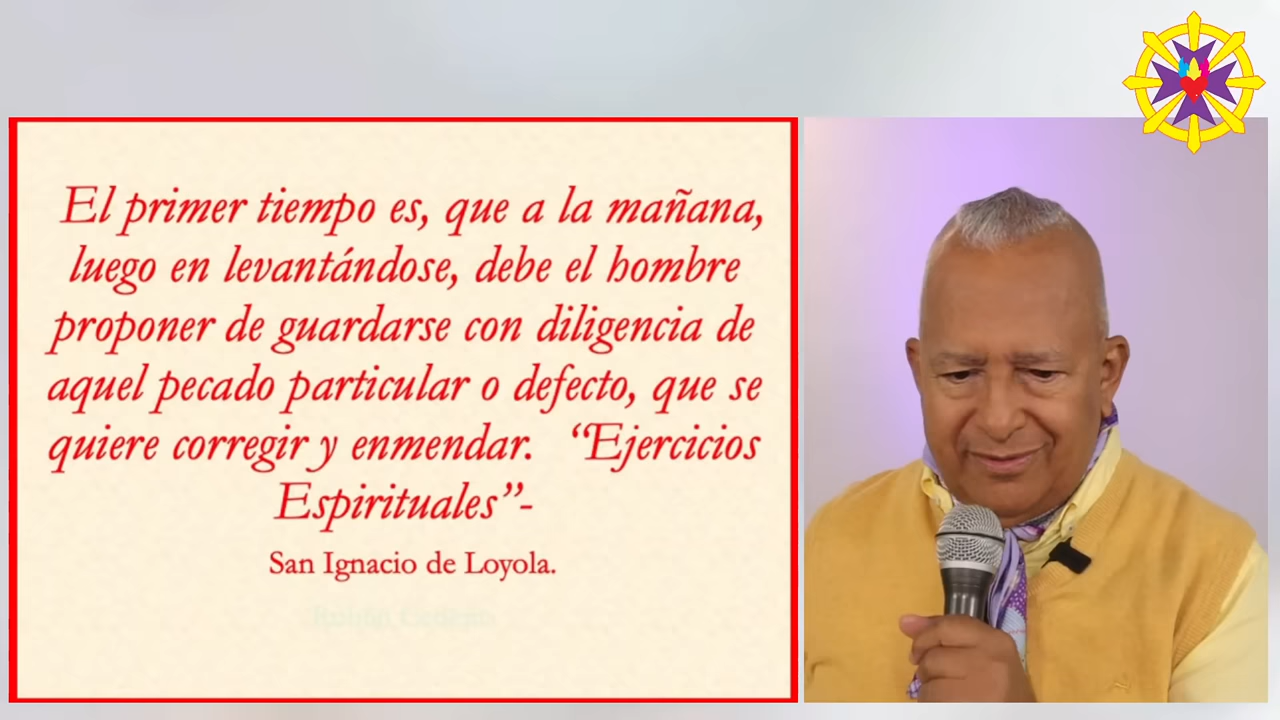 El primer tiempo es, que a la mañana,
luego en levantándose, debe el hombre
proponer de guardarse con diligencia de
aquel pecado particular o defecto, que se
quiere corregir y enmendar. “Ejercicios
Espirituales”-
San Ignacio de Loyola.